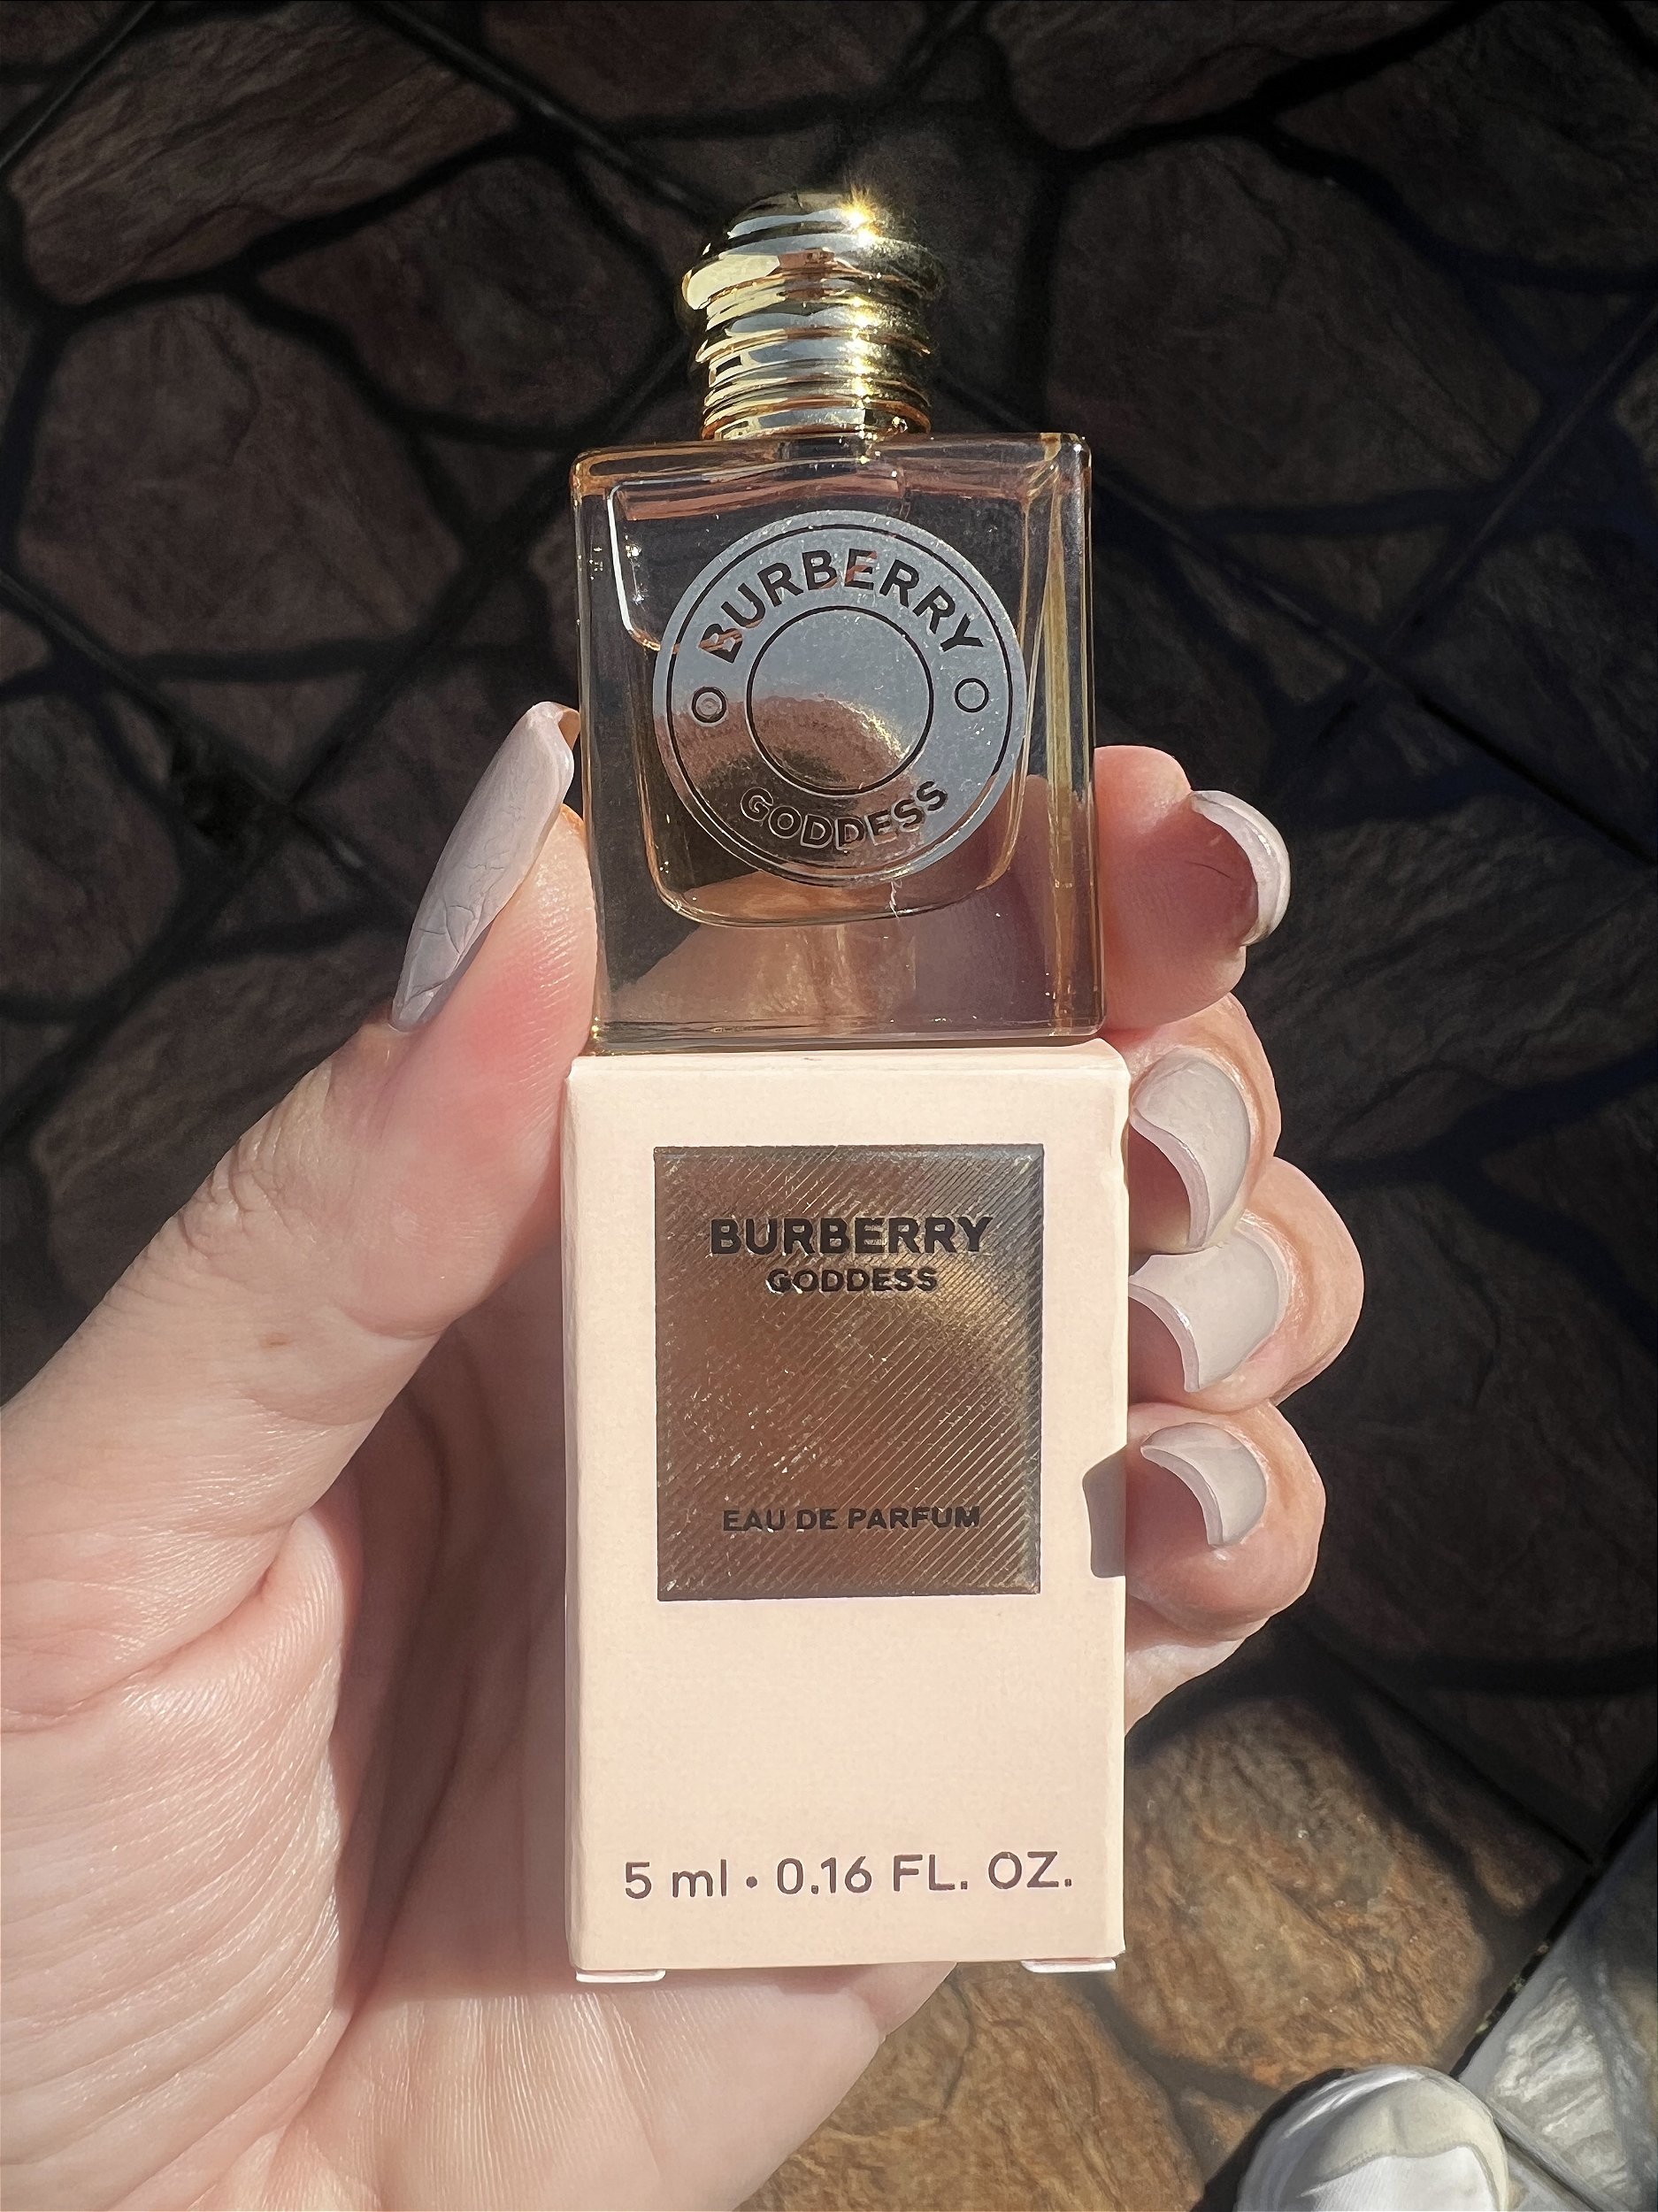 BURBERRY
GODDESS
BURBERRY
GODDESS
EAU DE PARFUM
5 ml • 0.16 FL. OZ.